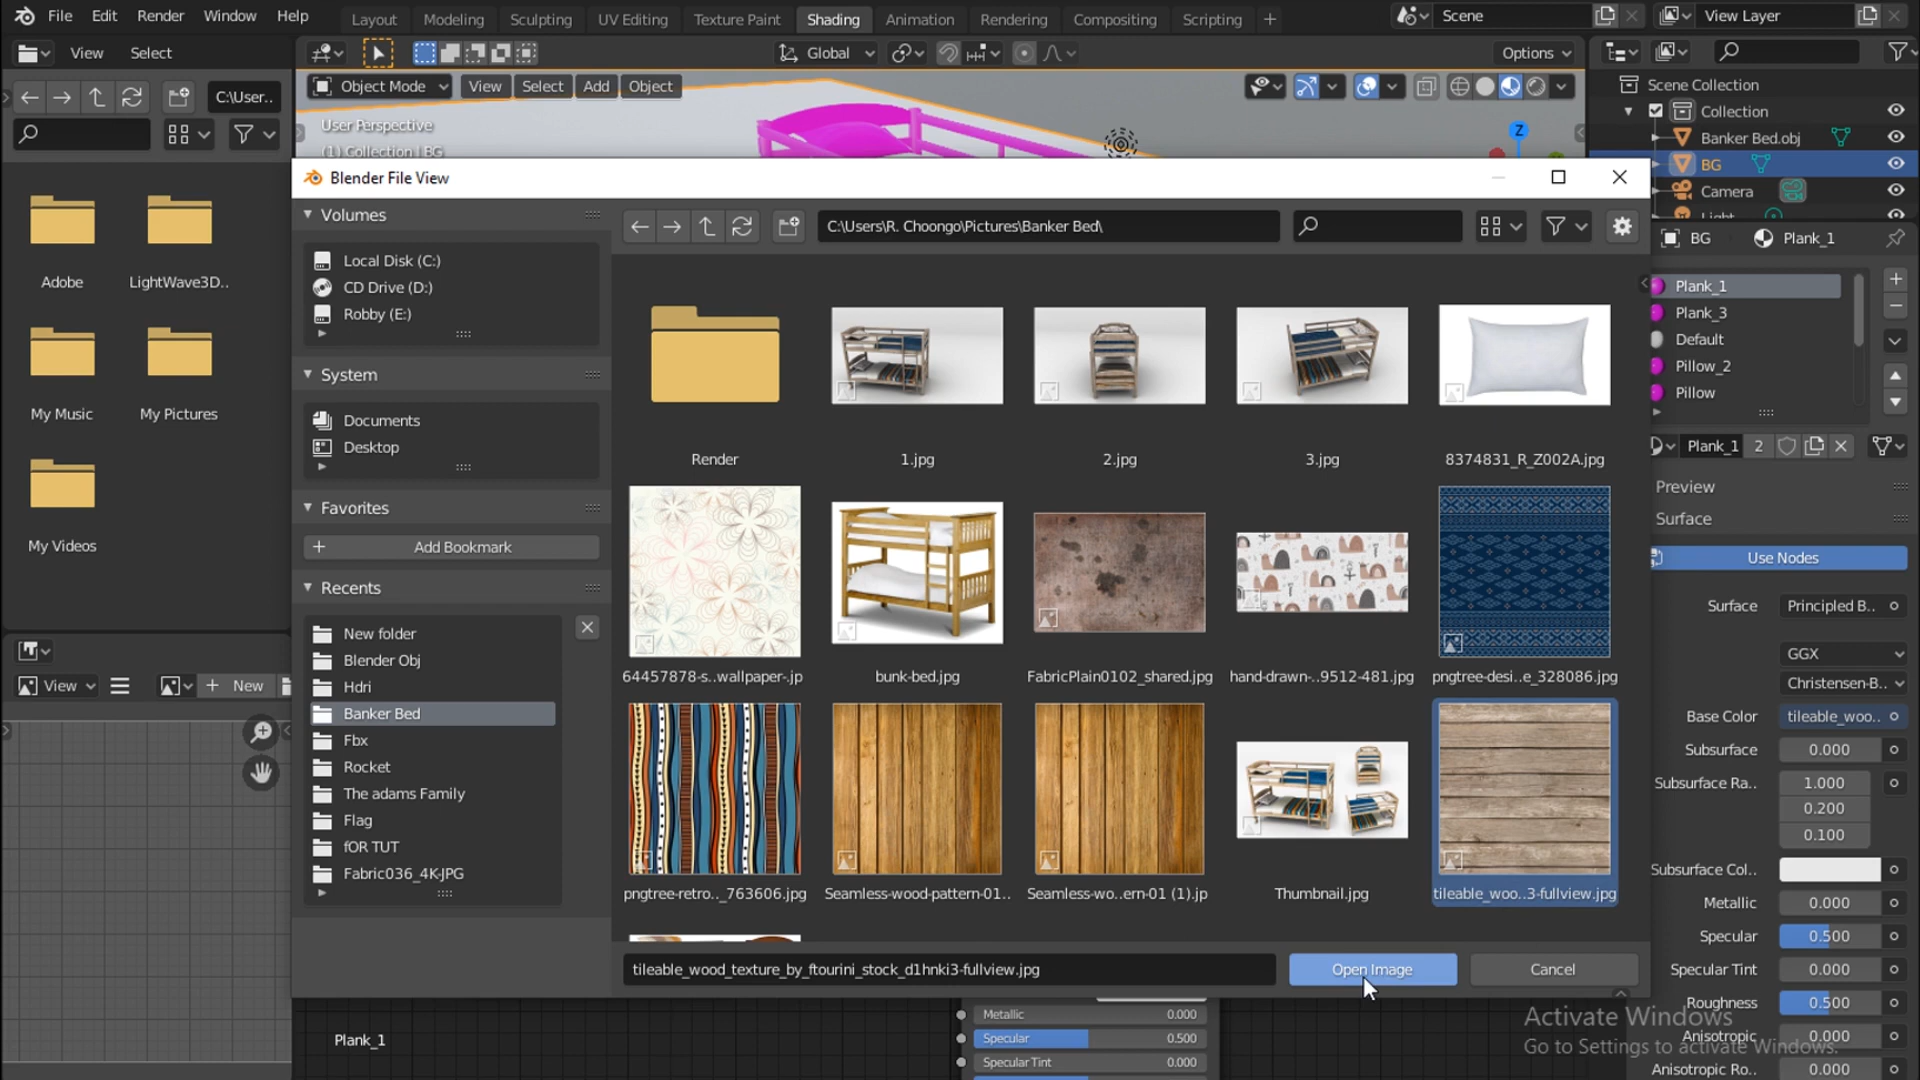 File Edit Render Window Help Layout Modeling Sculpting UV Editing Texture Paint Shading Animation Rendering Compositing Scripting + Scene View Layer
View Select Global Options
C:\User.. Object Mode View Select Add Object Scene Collection
User Perspective Collection
(1) Collection | BG Z Banker Bed.obj
BG
Blender File View Camera
Volumes Light
C:\Users\R. Choongo\Pictures\Banker Bed\ BG Plank_1
Local Disk (C:)
Adobe LightWave3D.. CD Drive (D:) Plank_1
Robby (E:) Plank_3
Default
System Pillow_2
My Music My Pictures Documents Pillow
Desktop Render 1.jpg 2.jpg 3.jpg 8374831_R_Z002A.jpg Plank_1 2
Favorites Preview
Surface
My Videos Add Bookmark Use Nodes
Recents Surface Principled B..
New folder GGX
Blender Obj 64457878-s..wallpaper-.jp bunk-bed.jpg FabricPlain0102_shared.jpg hand-drawn-..9512-481.jpg pngtree-desi..e_328086.jpg Christensen-B..
View New Hdri
Banker Bed Base Color tileable_woo..
Fbx Subsurface 0.000
Rocket Subsurface Ra.. 1.000
The adams Family 0.200
Flag 0.100
fOR TUT
Fabric036_4K-JPG Subsurface Col..
pngtree-retro.._763606.jpg Seamless-wood-pattern-01.. Seamless-wo..ern-01 (1).jp Thumbnail.jpg tileable_woo..3-fullview.jpg Metallic 0.000
Specular 0.500
tileable_wood_texture_by_ftourini_stock_d1hnki3-fullview.jpg Open Image Cancel Specular Tint 0.000
Roughness 0.500
Metallic 0.000 Activate Windows
Plank_1 Specular 0.500 Anisotropic 0.000
Go to Settings to activate Windows.
Specular Tint 0.000 Anisotropic Ro.. 0.000